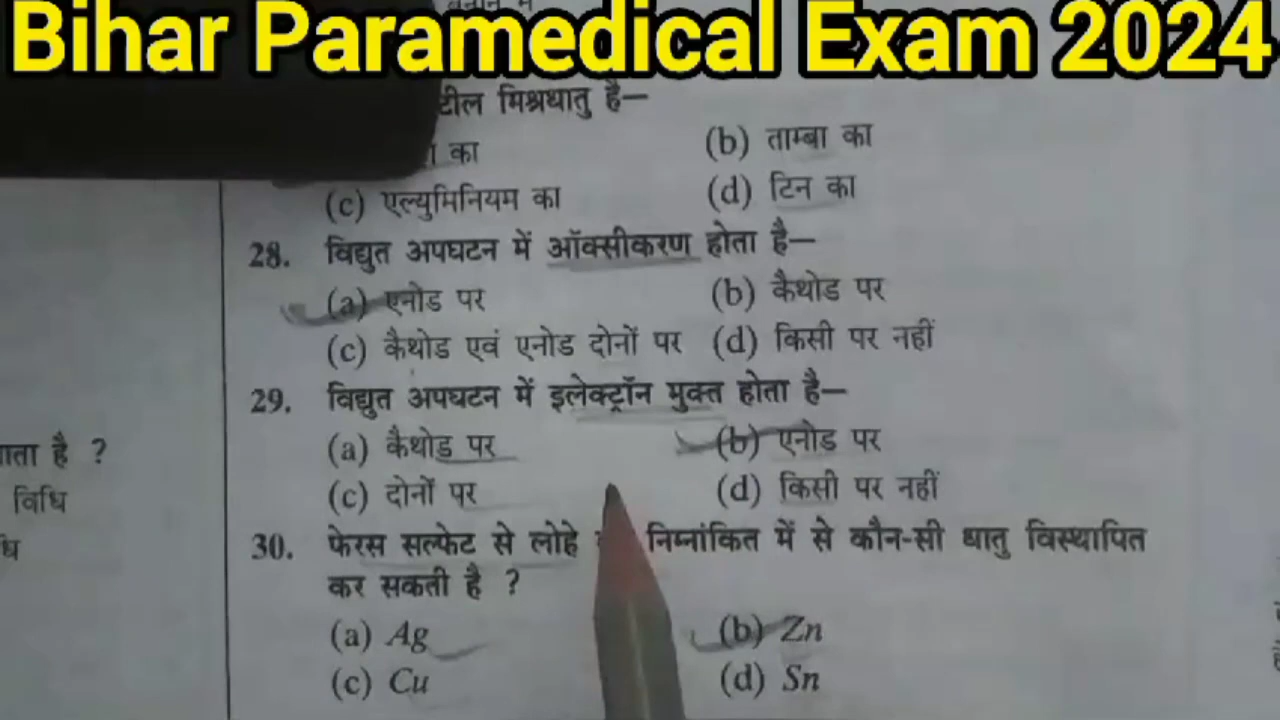 Bihar Paramedical Exam 2024
मिश्रधातु है—
का
(b) ताम्बा का
(c) एल्युमिनियम का
(d) टिन का
28. विद्युत अपघटन में ऑक्सीकरण होता है—
(a) एनोड पर
(b) कैथोड पर
(c) कैथोड एवं एनोड दोनों पर (d) किसी पर नहीं
29. विद्युत अपघटन में इलेक्ट्रॉन मुक्त होता है—
(a) कैथोड पर
(b) एनोड पर
(c) दोनों पर
(d) किसी पर नहीं
30. फेरस सल्फेट से लोहे निम्नांकित में से कौन-सी धातु विस्थापित
कर सकती है ?
(a) Ag
(b) Zn
(c) Cu
(d) Sn
है ?
विधि